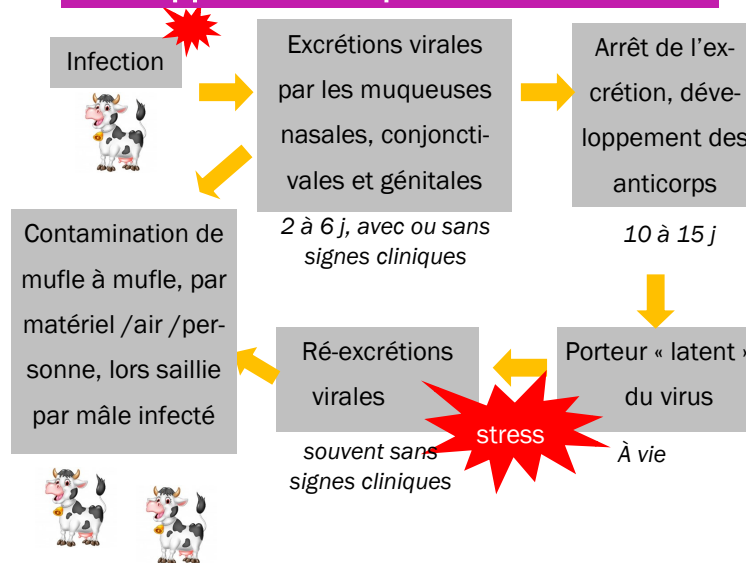 Infection
Excrétions virales
par les muqueuses
nasales, conjoncti-
vales et génitales
2 à 6 j, avec ou sans
signes cliniques
Arrêt de l'ex-
crétion, déve-
loppement des
anticorps
10 à 15 j
Contamination de
mufle à mufle, par
matériel /air /per-
sonne, lors saillie
par mâle infecté
Ré-excrétions
virales
souvent sans
signes cliniques
stress
Porteur « latent »
du virus
À vie